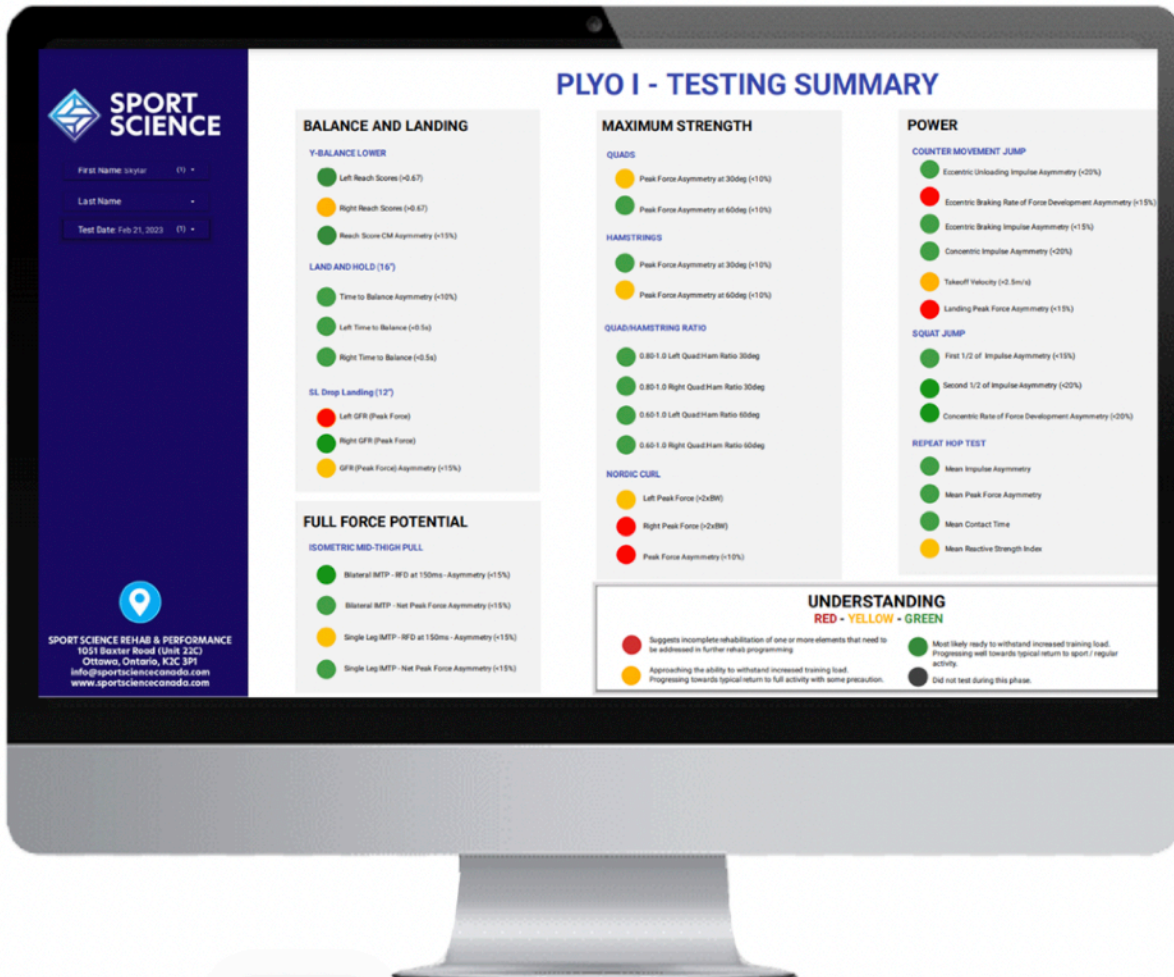 SPORT
SCIENCE
First Name: Skylar (1)
Last Name
Test Date: Feb 21, 2023 (1)
SPORT SCIENCE REHAB & PERFORMANCE
1051 Baxter Road (Unit 22C)
Ottawa, Ontario, K2C 3P1
info@sportsciencecanada.com
www.sportsciencecanada.com
PLYO I - TESTING SUMMARY
BALANCE AND LANDING
Y-BALANCE LOWER
Left Reach Scores (>0.67)
Right Reach Scores (>0.67)
Reach Score CM Asymmetry (<15%)
LAND AND HOLD (16")
Time to Balance Asymmetry (<10%)
Left Time to Balance (<0.5s)
Right Time to Balance (<0.5s)
SL Drop Landing (12")
Left GFR (Peak Force)
Right GFR (Peak Force)
GFR (Peak Force) Asymmetry (<15%)
FULL FORCE POTENTIAL
ISOMETRIC MID-THIGH PULL
Bilateral IMTP - RFD at 150ms - Asymmetry (<15%)
Bilateral IMTP - Net Peak Force Asymmetry (<15%)
Single Leg IMTP - RFD at 150ms - Asymmetry (<15%)
Single Leg IMTP - Net Peak Force Asymmetry (<15%)
MAXIMUM STRENGTH
QUADS
Peak Force Asymmetry at 30deg (<10%)
Peak Force Asymmetry at 60deg (<10%)
HAMSTRINGS
Peak Force Asymmetry at 30deg (<10%)
Peak Force Asymmetry at 60deg (<10%)
QUAD/HAMSTRING RATIO
0.80-1.0 Left Quad:Ham Ratio 30deg
0.80-1.0 Right Quad:Ham Ratio 30deg
0.60-1.0 Left Quad:Ham Ratio 60deg
0.60-1.0 Right Quad:Ham Ratio 60deg
NORDIC CURL
Left Peak Force (>2xBW)
Right Peak Force (>2xBW)
Peak Force Asymmetry (<10%)
POWER
COUNTER MOVEMENT JUMP
Eccentric Unloading Impulse Asymmetry (<20%)
Eccentric Braking Rate of Force Development Asymmetry (<15%)
Eccentric Braking Impulse Asymmetry (<15%)
Concentric Impulse Asymmetry (<20%)
Takeoff Velocity (>2.5m/s)
Landing Peak Force Asymmetry (<15%)
SQUAT JUMP
First 1/2 of Impulse Asymmetry (<15%)
Second 1/2 of Impulse Asymmetry (<20%)
Concentric Rate of Force Development Asymmetry (<20%)
REPEAT HOP TEST
Mean Impulse Asymmetry
Mean Peak Force Asymmetry
Mean Contact Time
Mean Reactive Strength Index
UNDERSTANDING
RED - YELLOW - GREEN
Suggests incomplete rehabilitation of one or more elements that need to
be addressed in further rehab programming
Approaching the ability to withstand increased training load.
Progressing towards typical return to full activity with some precaution.
Most likely ready to withstand increased training load.
Progressing well towards typical return to sport / regular
activity.
Did not test during this phase.